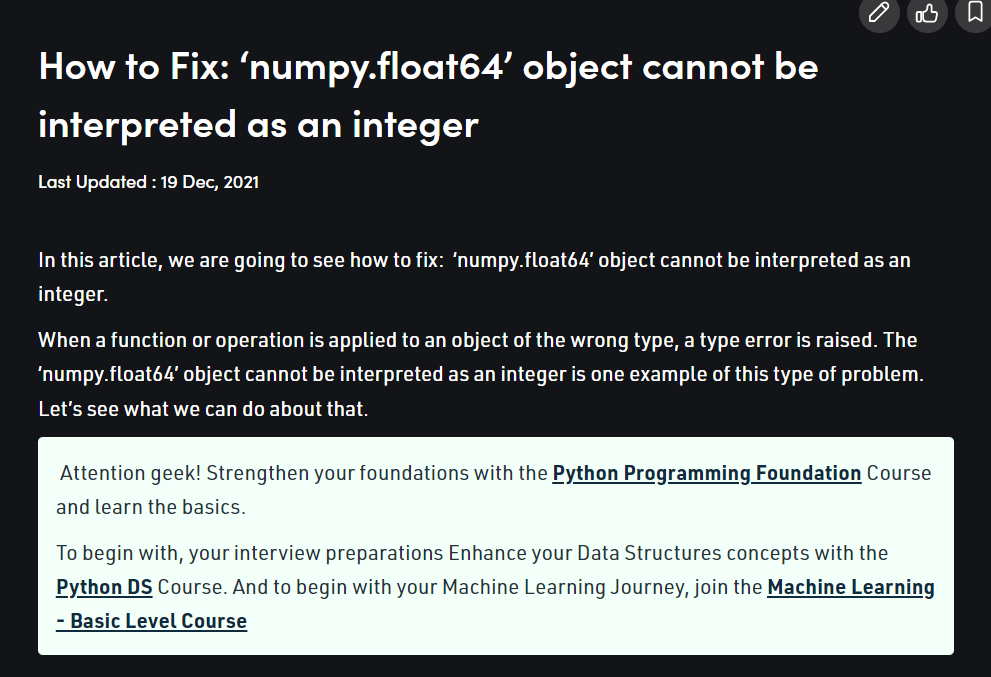 How to Fix: ‘numpy.float64’ object cannot be
interpreted as an integer
Last Updated : 19 Dec, 2021
In this article, we are going to see how to fix:  ‘numpy.float64’ object cannot be interpreted as an
integer.
When a function or operation is applied to an object of the wrong type, a type error is raised. The
‘numpy.float64’ object cannot be interpreted as an integer is one example of this type of problem.
Let’s see what we can do about that.
Attention geek! Strengthen your foundations with the Python Programming Foundation Course
and learn the basics.
To begin with, your interview preparations Enhance your Data Structures concepts with the
Python DS Course. And to begin with your Machine Learning Journey, join the Machine Learning
- Basic Level Course